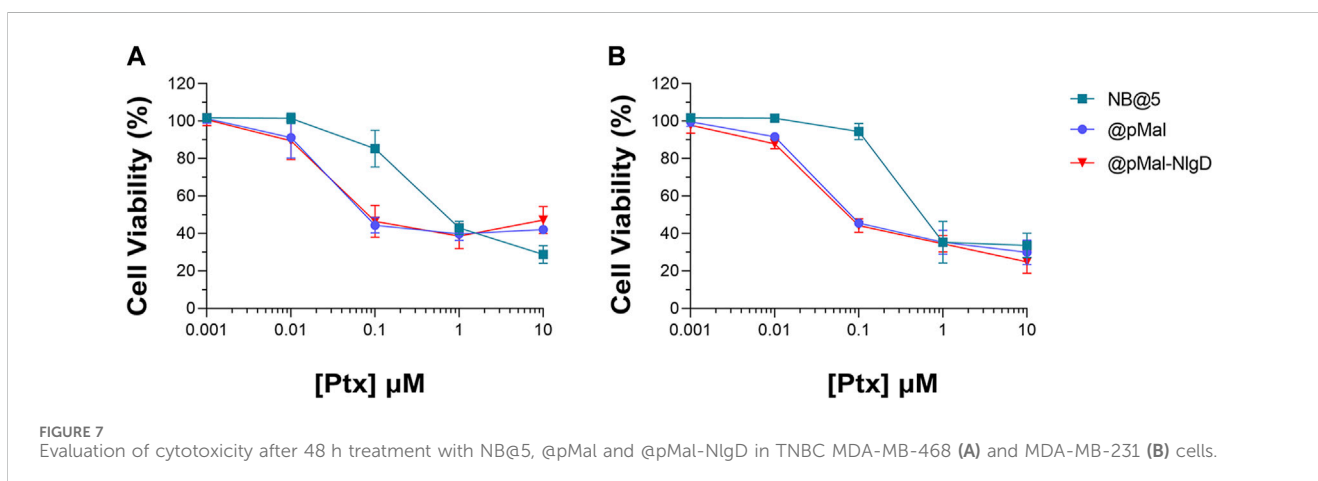 A
B
120
100
80
60
40
20
0
Cell Viability (%)
0.001 0.01 0.1 1 10
[Ptx] µM
120
100
80
60
40
20
0
Cell Viability (%)
0.001 0.01 0.1 1 10
[Ptx] µM
NB@5
@pMal
@pMal-NlgD
FIGURE 7
Evaluation of cytotoxicity after 48 h treatment with NB@5, @pMal and @pMal-NlgD in TNBC MDA-MB-468 (A) and MDA-MB-231 (B) cells.